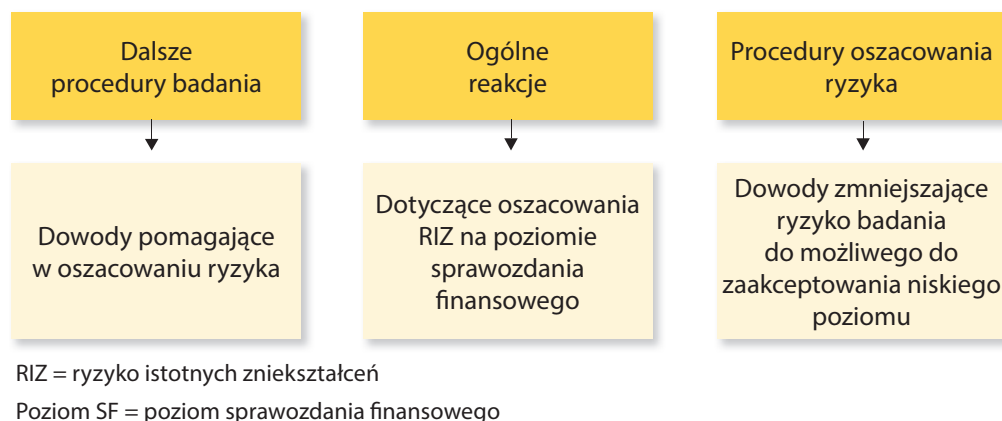 Dalsze
procedury badania
Ogólne
reakcje
Procedury oszacowania
ryzyka
Dowody pomagające
w oszacowaniu ryzyka
Dotyczące oszacowania
RIZ na poziomie
sprawozdania
finansowego
Dowody zmniejszające
ryzyko badania
do możliwego do
zaakceptowania niskiego
poziomu
RIZ = ryzyko istotnych zniekształceń
Poziom SF = poziom sprawozdania finansowego